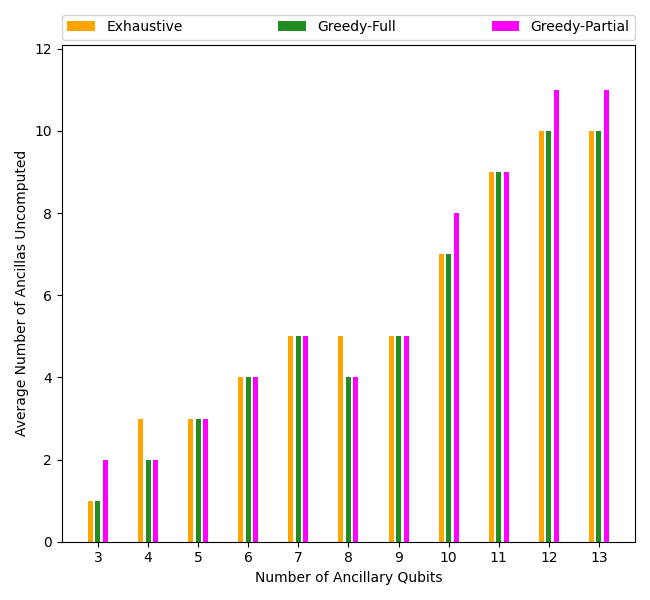 Exhaustive Greedy-Full Greedy-Partial
12
10
8
6
4
2
0
Average Number of Ancillas Uncomputed
3 4 5 6 7 8 9 10 11 12 13
Number of Ancillary Qubits